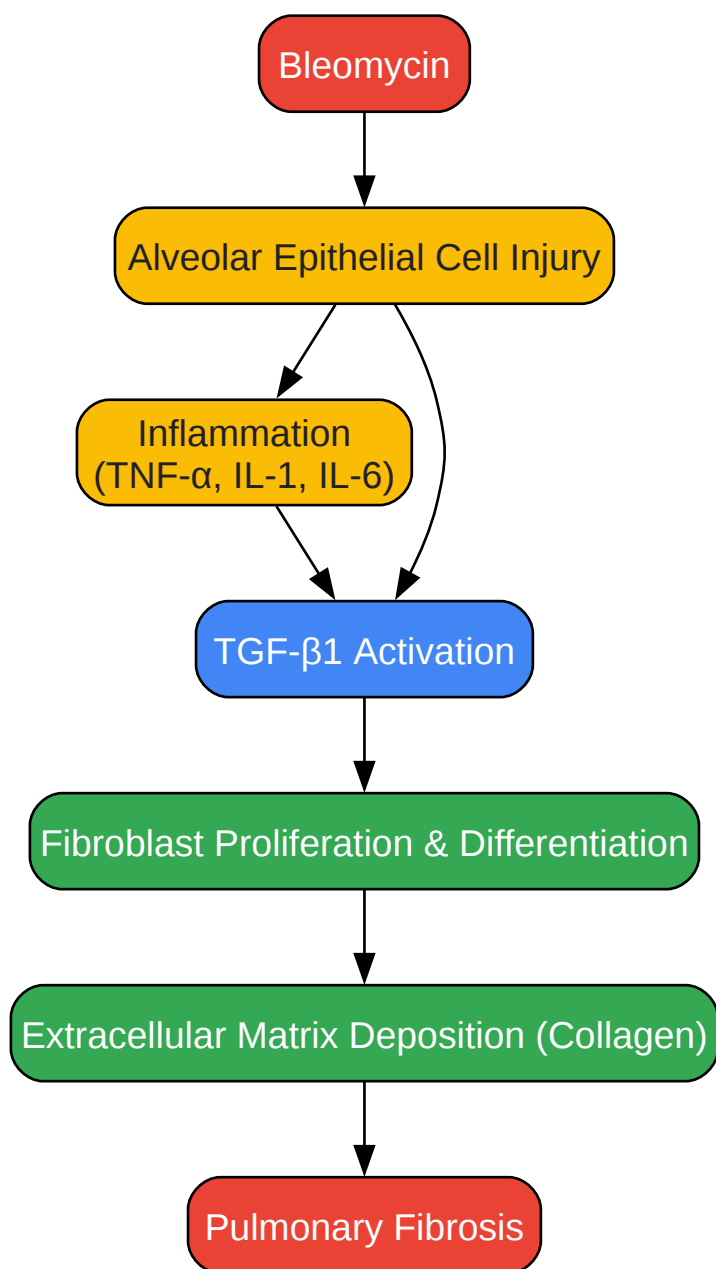 Bleomycin
Alveolar Epithelial Cell Injury
Inflammation
(TNF-α, IL-1, IL-6)
TGF-β1 Activation
Fibroblast Proliferation & Differentiation
Extracellular Matrix Deposition (Collagen)
Pulmonary Fibrosis